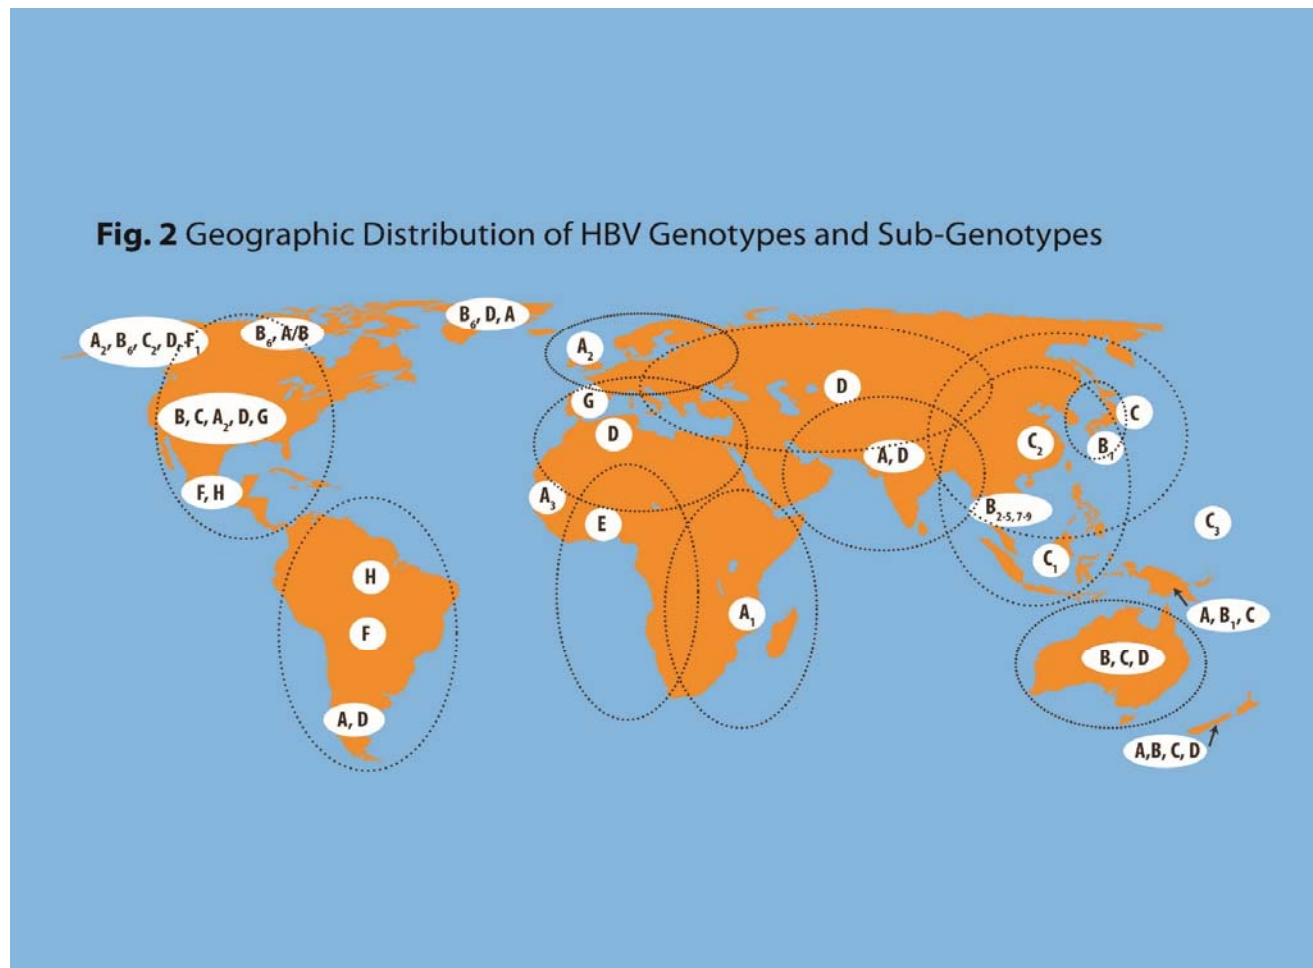 Fig. 2 Geographic Distribution of HBV Genotypes and Sub-Genotypes
B₆, D, A
A₂, B₆, C₂, D, F₁
B₆, A/B
A₂
D
G
C
B, C, A₂, D, G
D
C₂
B₁
A, D
F, H
A₃
B₂₋₅, ₇₋₉
E
C₃
C₁
H
A₁
A, B₁, C
F
B, C, D
A, D
A,B, C, D